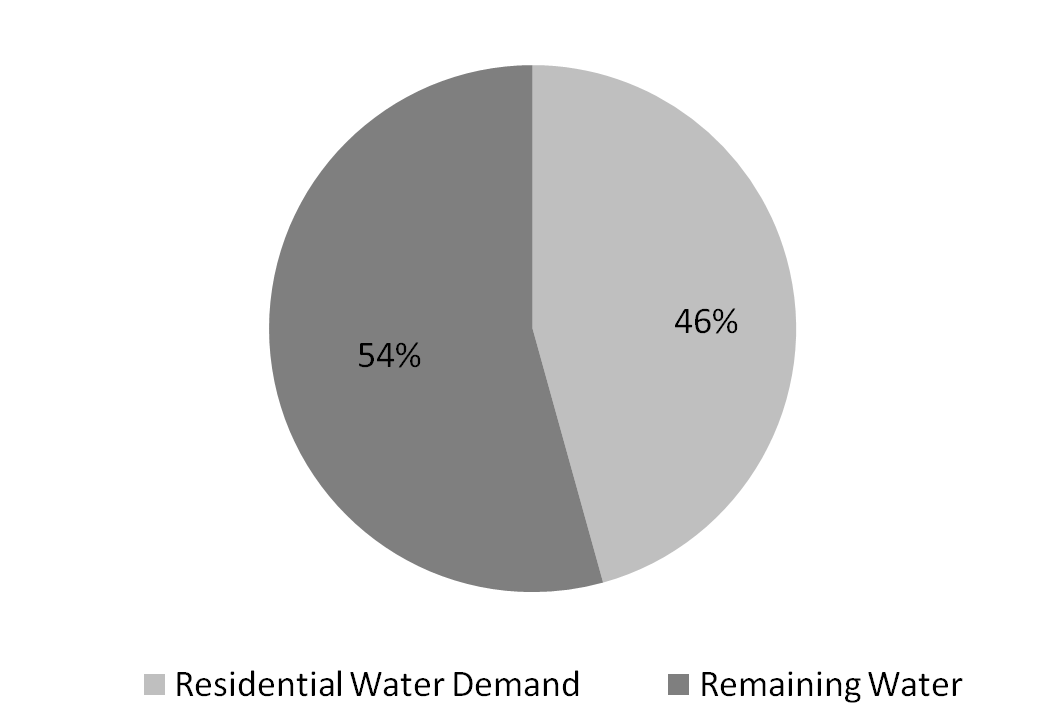 46%
54%
Residential Water Demand
Remaining Water